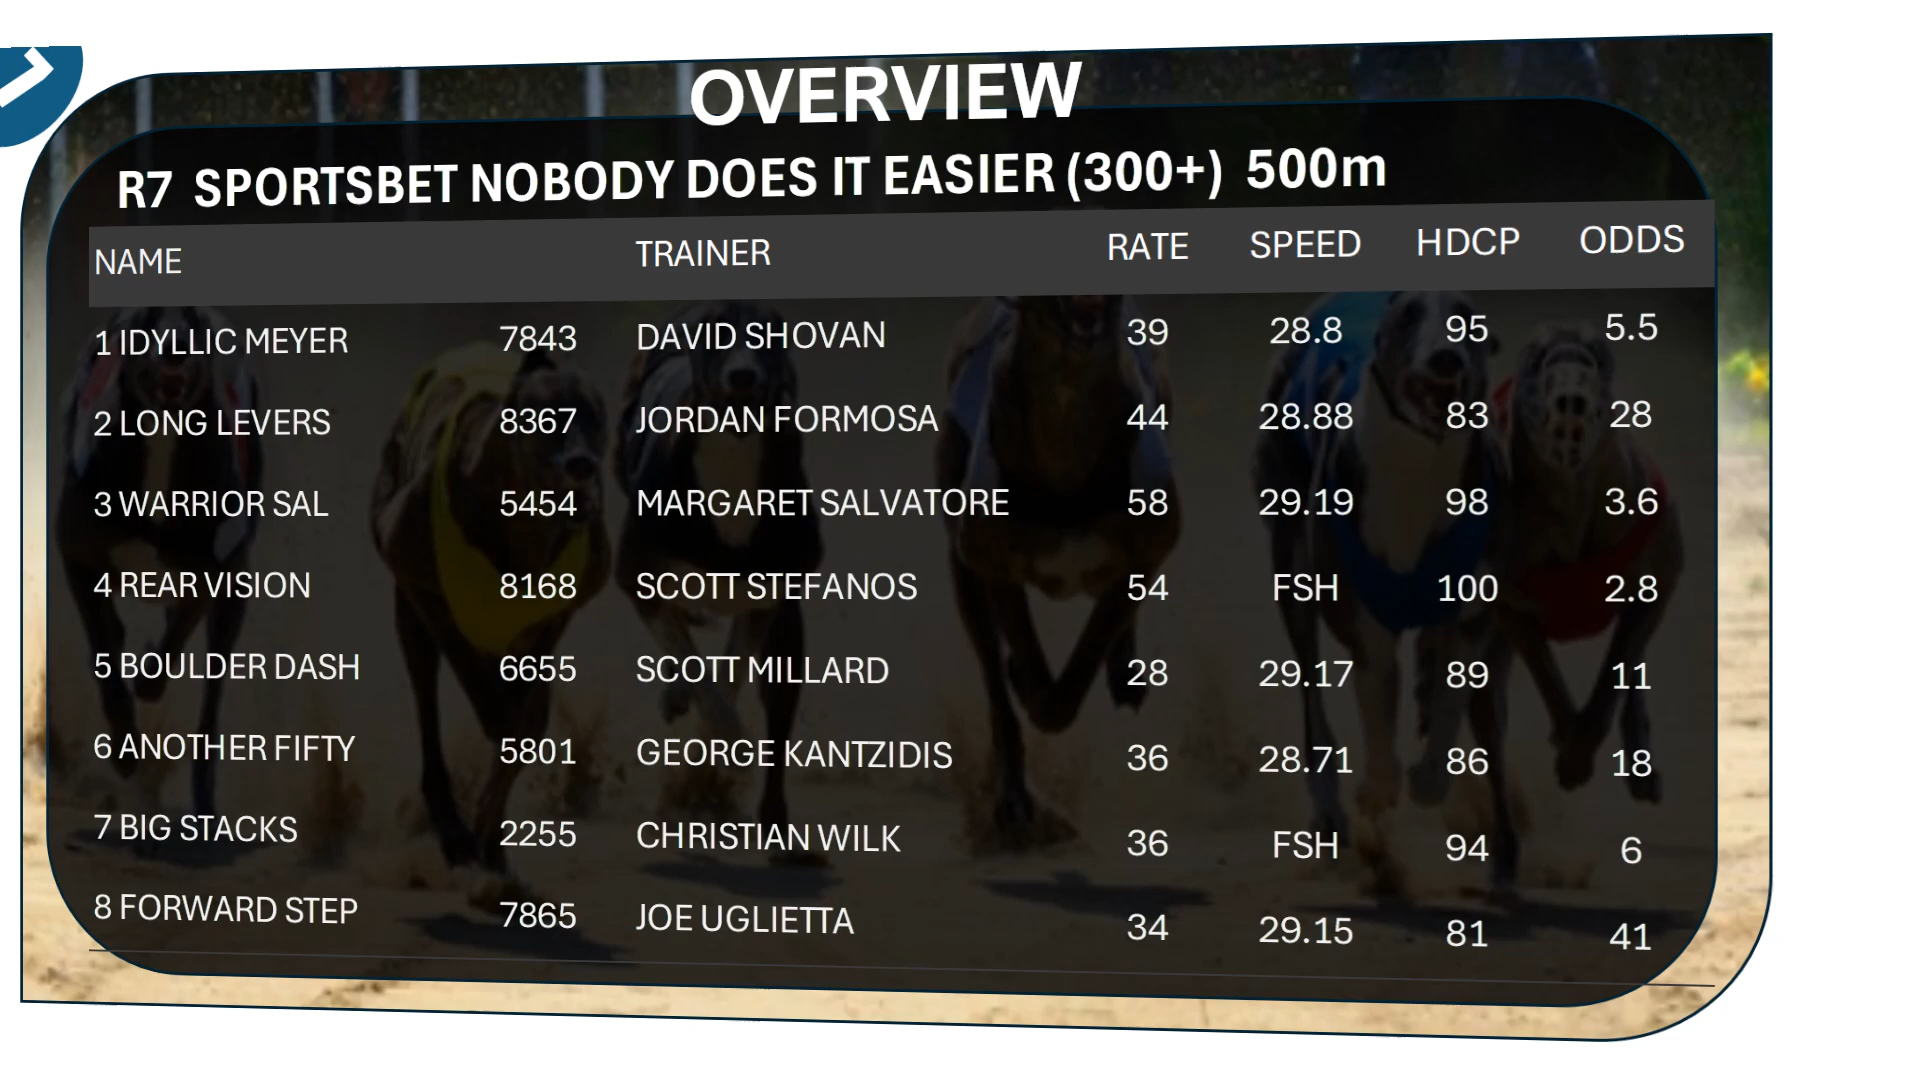 OVERVIEW
R7 SPORTSBET NOBODY DOES IT EASIER (300+) 500m
NAME TRAINER RATE SPEED HDCP ODDS
1 IDYLLIC MEYER 7843 DAVID SHOVAN 39 28.8 95 5.5
2 LONG LEVERS 8367 JORDAN FORMOSA 44 28.88 83 28
3 WARRIOR SAL 5454 MARGARET SALVATORE 58 29.19 98 3.6
4 REAR VISION 8168 SCOTT STEFANOS 54 FSH 100 2.8
5 BOULDER DASH 6655 SCOTT MILLARD 28 29.17 89 11
6 ANOTHER FIFTY 5801 GEORGE KANTZIDIS 36 28.71 86 18
7 BIG STACKS 2255 CHRISTIAN WILK 36 FSH 94 6
8 FORWARD STEP 7865 JOE UGLIETTA 34 29.15 81 41